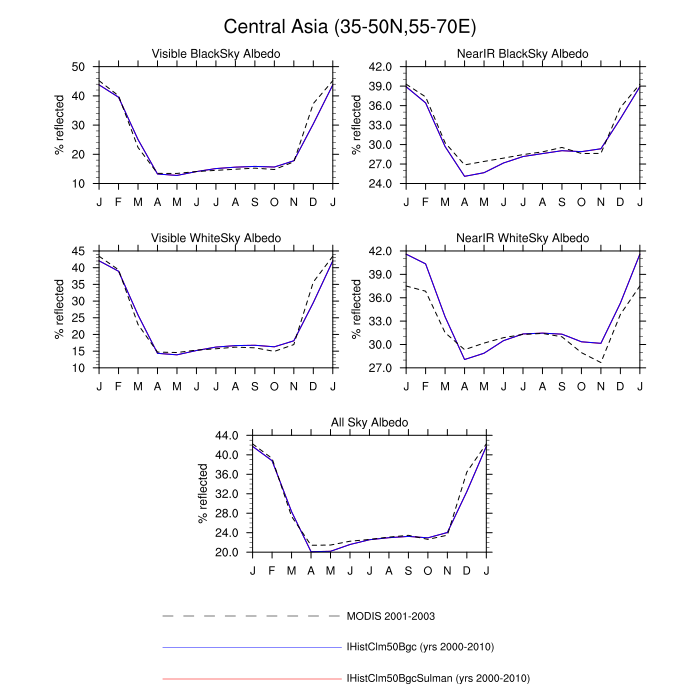 Central Asia (35-50N,55-70E)
Visible BlackSky Albedo
% reflected
50
40
30
20
10
J F M A M J J A S O N D J
NearIR BlackSky Albedo
% reflected
42.0
39.0
36.0
33.0
30.0
27.0
24.0
J F M A M J J A S O N D J
Visible WhiteSky Albedo
% reflected
45
40
35
30
25
20
15
10
J F M A M J J A S O N D J
NearIR WhiteSky Albedo
% reflected
42.0
39.0
36.0
33.0
30.0
27.0
J F M A M J J A S O N D J
All Sky Albedo
% reflected
44.0
40.0
36.0
32.0
28.0
24.0
20.0
J F M A M J J A S O N D J
MODIS 2001-2003
IHistClm50Bgc (yrs 2000-2010)
IHistClm50BgcSulman (yrs 2000-2010)